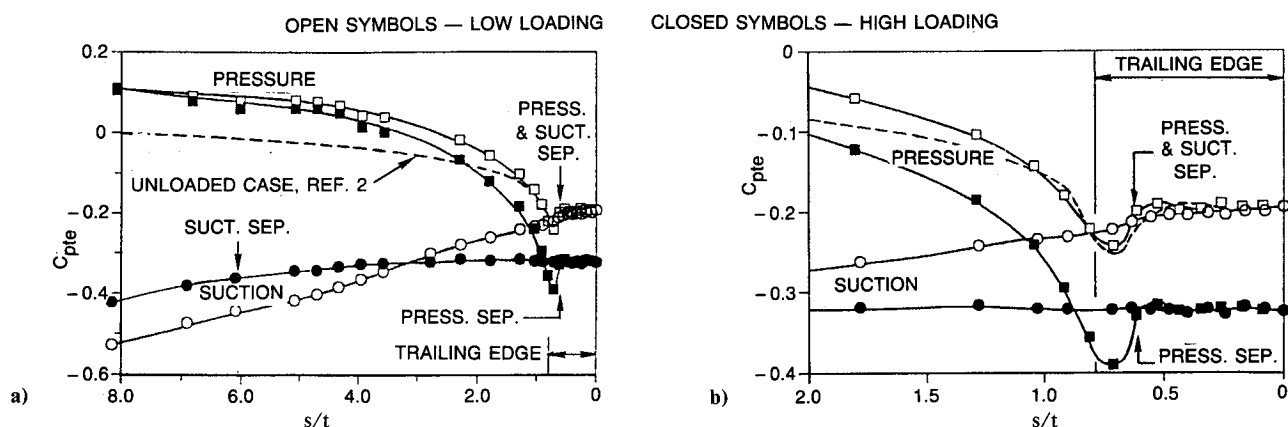 OPEN SYMBOLS — LOW LOADING
CLOSED SYMBOLS — HIGH LOADING
0.2
0
-0.2
-0.4
-0.6
Cpte
PRESSURE
PRESS.
& SUCT.
SEP.
UNLOADED CASE, REF. 2
SUCT. SEP.
SUCTION
PRESS. SEP.
TRAILING EDGE
8.0
6.0
4.0
2.0
0
s/t
a)
0
-0.1
-0.2
-0.3
-0.4
Cpte
TRAILING EDGE
PRESSURE
PRESS.
& SUCT.
SEP.
SUCTION
PRESS. SEP.
2.0
1.5
1.0
0.5
0
s/t
b)